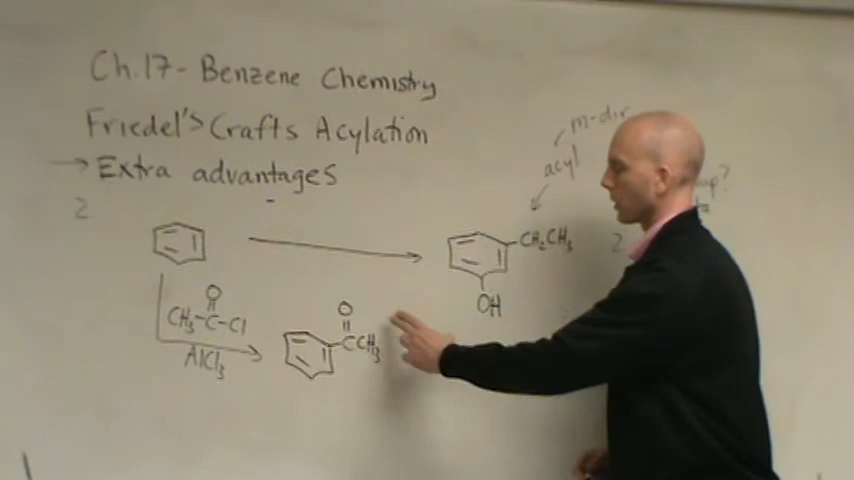 Ch.17- Benzene Chemistry
Friedel's Crafts Acylation
→ Extra advantages
m-dir
acyl
2
CH₂CH₃
2
OH
O
CH₃-C-Cl
AlCl₃
O
CCH₃